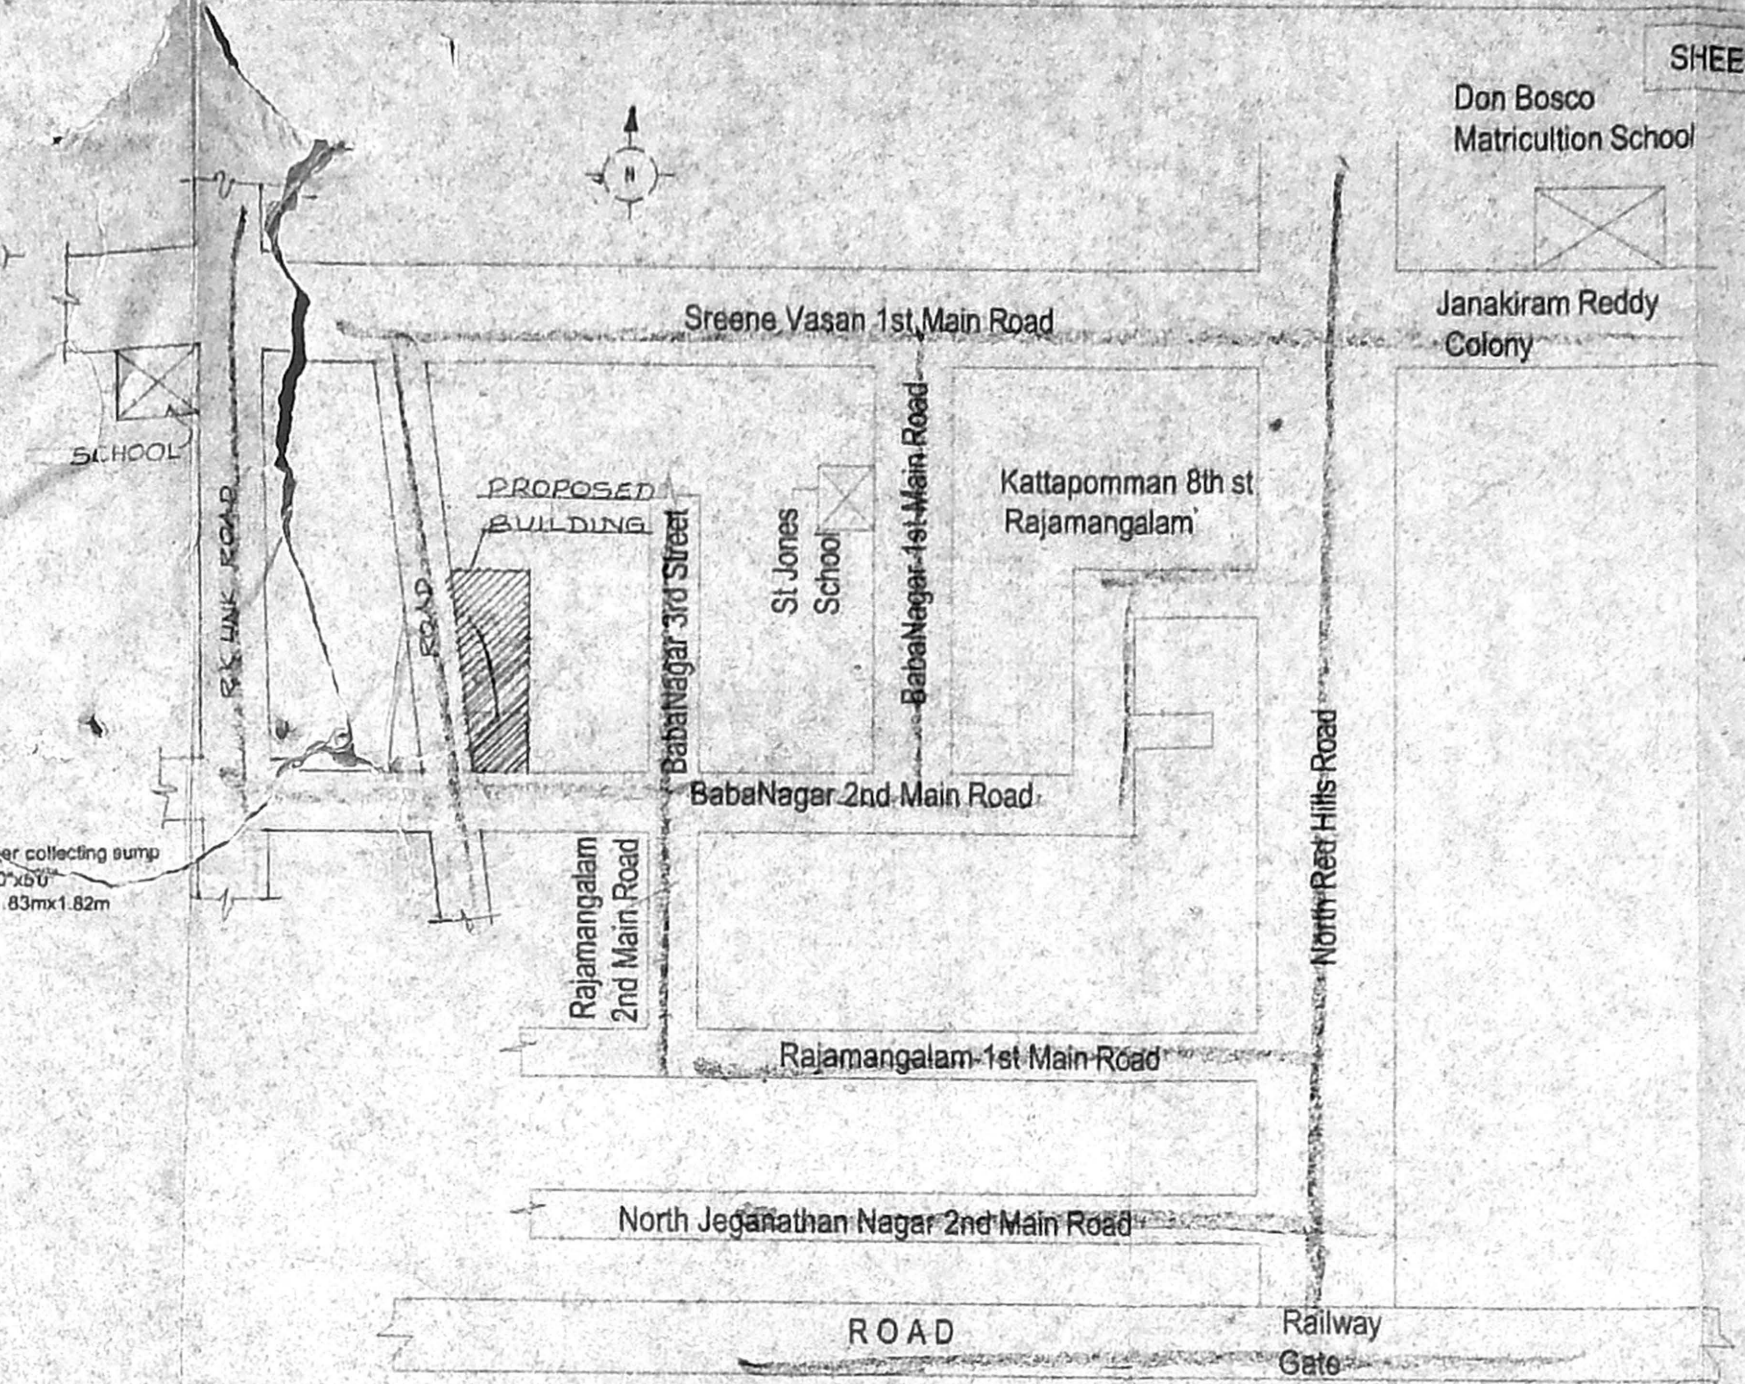 SHEE
Don Bosco
Matricultion School
N
Sreene Vasan 1st Main Road
Janakiram Reddy
Colony
SCHOOL
PROPOSED
BUILDING
R.K. LINK ROAD
ROAD
BabaNagar 3rd Street
St Jones
School
BabaNagar 1st Main Road
Kattapomman 8th st
Rajamangalam
North Red Hills Road
BabaNagar 2nd Main Road
er collecting sump
.83mx1.82m
Rajamangalam
2nd Main Road
Rajamangalam 1st Main Road
North Jeganathan Nagar 2nd Main Road
ROAD
Railway
Gate